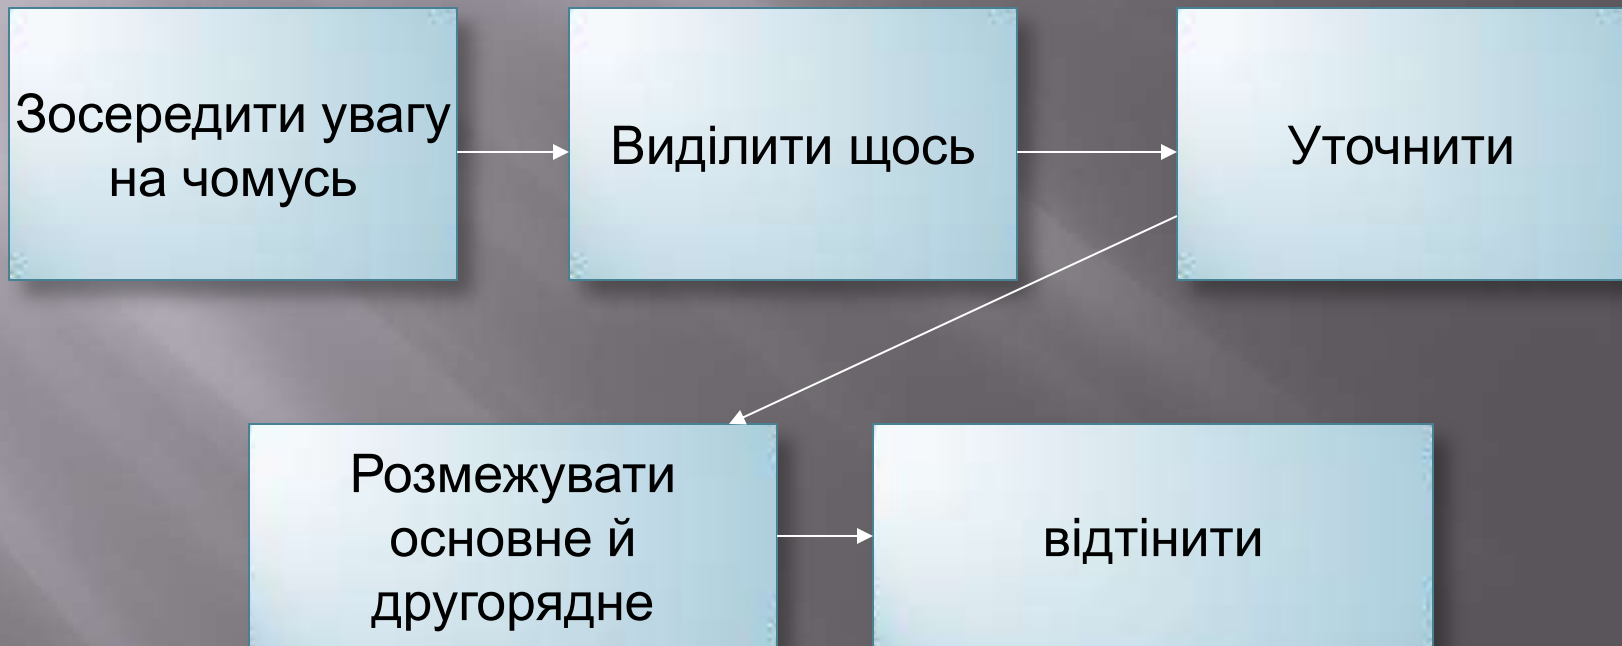 Зосередити увагу
на чомусь
Виділити щось
Уточнити
Розмежувати
основне й
другорядне
відтінити